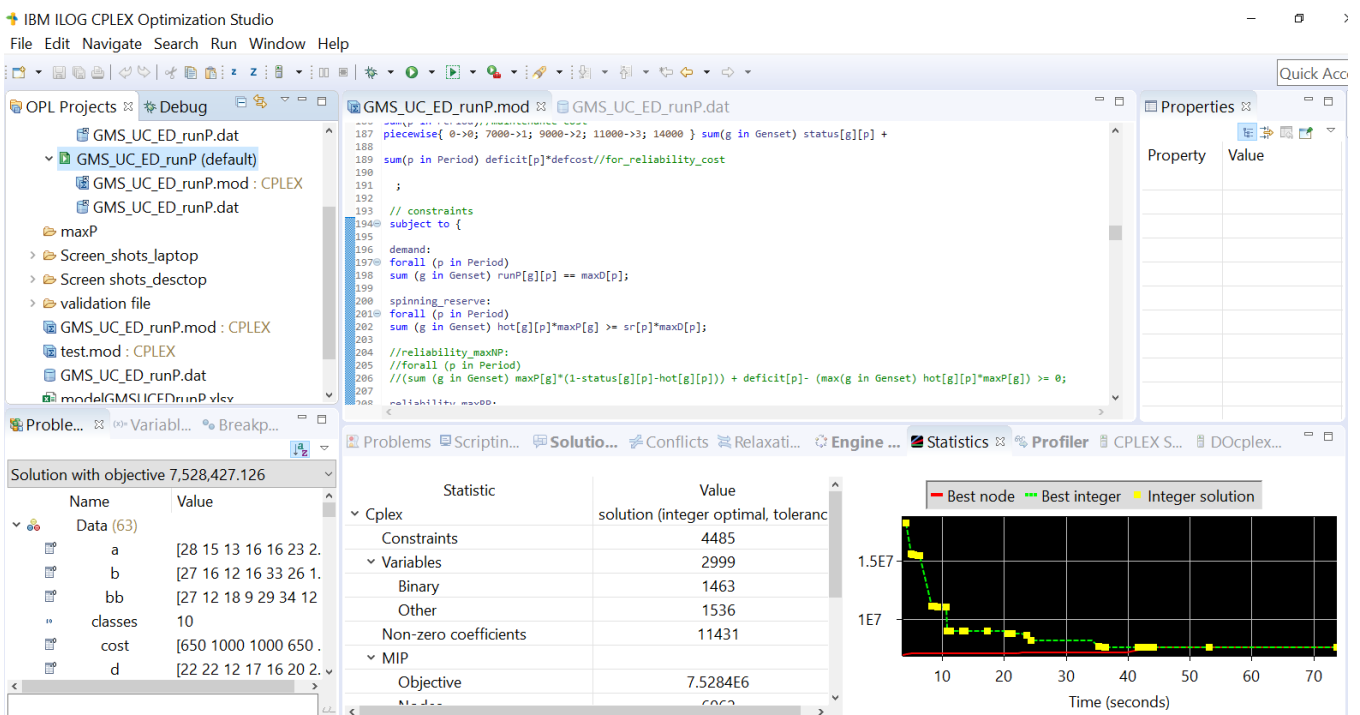 IBM ILOG CPLEX Optimization Studio
File Edit Navigate Search Run Window Help
Quick Acc
OPL Projects
Debug
GMS_UC_ED_runP.dat
GMS_UC_ED_runP (default)
GMS_UC_ED_runP.mod : CPLEX
GMS_UC_ED_runP.dat
maxP
Screen_shots_laptop
Screen shots_desctop
validation file
GMS_UC_ED_runP.mod : CPLEX
test.mod : CPLEX
GMS_UC_ED_runP.dat
modelGMSUCEDrunP.xlsx
GMS_UC_ED_runP.mod
GMS_UC_ED_runP.dat
186 sum(p in Period)//maintenance cost
187 piecewise{ 0->0; 7000->1; 9000->2; 11000->3; 14000 } sum(g in Genset) status[g][p] +
188
189 sum(p in Period) deficit[p]*defcost//for_reliability_cost
190
191 ;
192
193 // constraints
194 subject to {
195
196 demand:
197 forall (p in Period)
198 sum (g in Genset) runP[g][p] == maxD[p];
199
200 spinning_reserve:
201 forall (p in Period)
202 sum (g in Genset) hot[g][p]*maxP[g] >= sr[p]*maxD[p];
203
204 //reliability_maxNP:
205 //forall (p in Period)
206 //(sum (g in Genset) maxP[g]*(1-status[g][p]-hot[g][p])) + deficit[p]- (max(g in Genset) hot[g][p]*maxP[g]) >= 0;
207
208 reliability_maxRP:
Properties
Property Value
Proble...
Variabl...
Breakp...
Solution with objective 7,528,427.126
Name Value
Data (63)
a [28 15 13 16 16 23 2.
b [27 16 12 16 33 26 1.
bb [27 12 18 9 29 34 12
classes 10
cost [650 1000 1000 650 .
d [22 22 12 17 16 20 2.
Problems Scriptin... Solutio... Conflicts Relaxati... Engine ... Statistics Profiler CPLEX S... DOcplex...
Statistic Value
Cplex solution (integer optimal, toleranc
Constraints 4485
Variables 2999
Binary 1463
Other 1536
Non-zero coefficients 11431
MIP
Objective 7.5284E6
Best node Best integer Integer solution
1.5E7
1E7
10 20 30 40 50 60 70
Time (seconds)